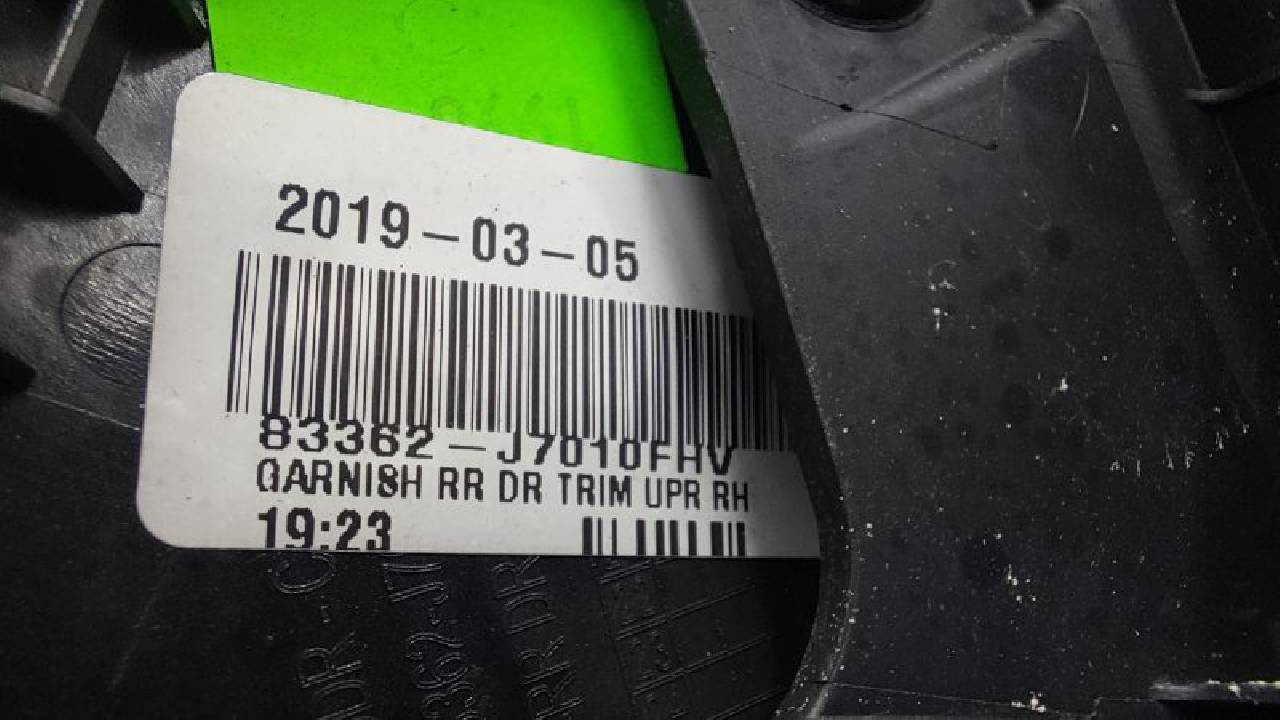 2019-03-05
83362-J7010FHV
GARNISH RR DR TRIM UPR RH
19:23